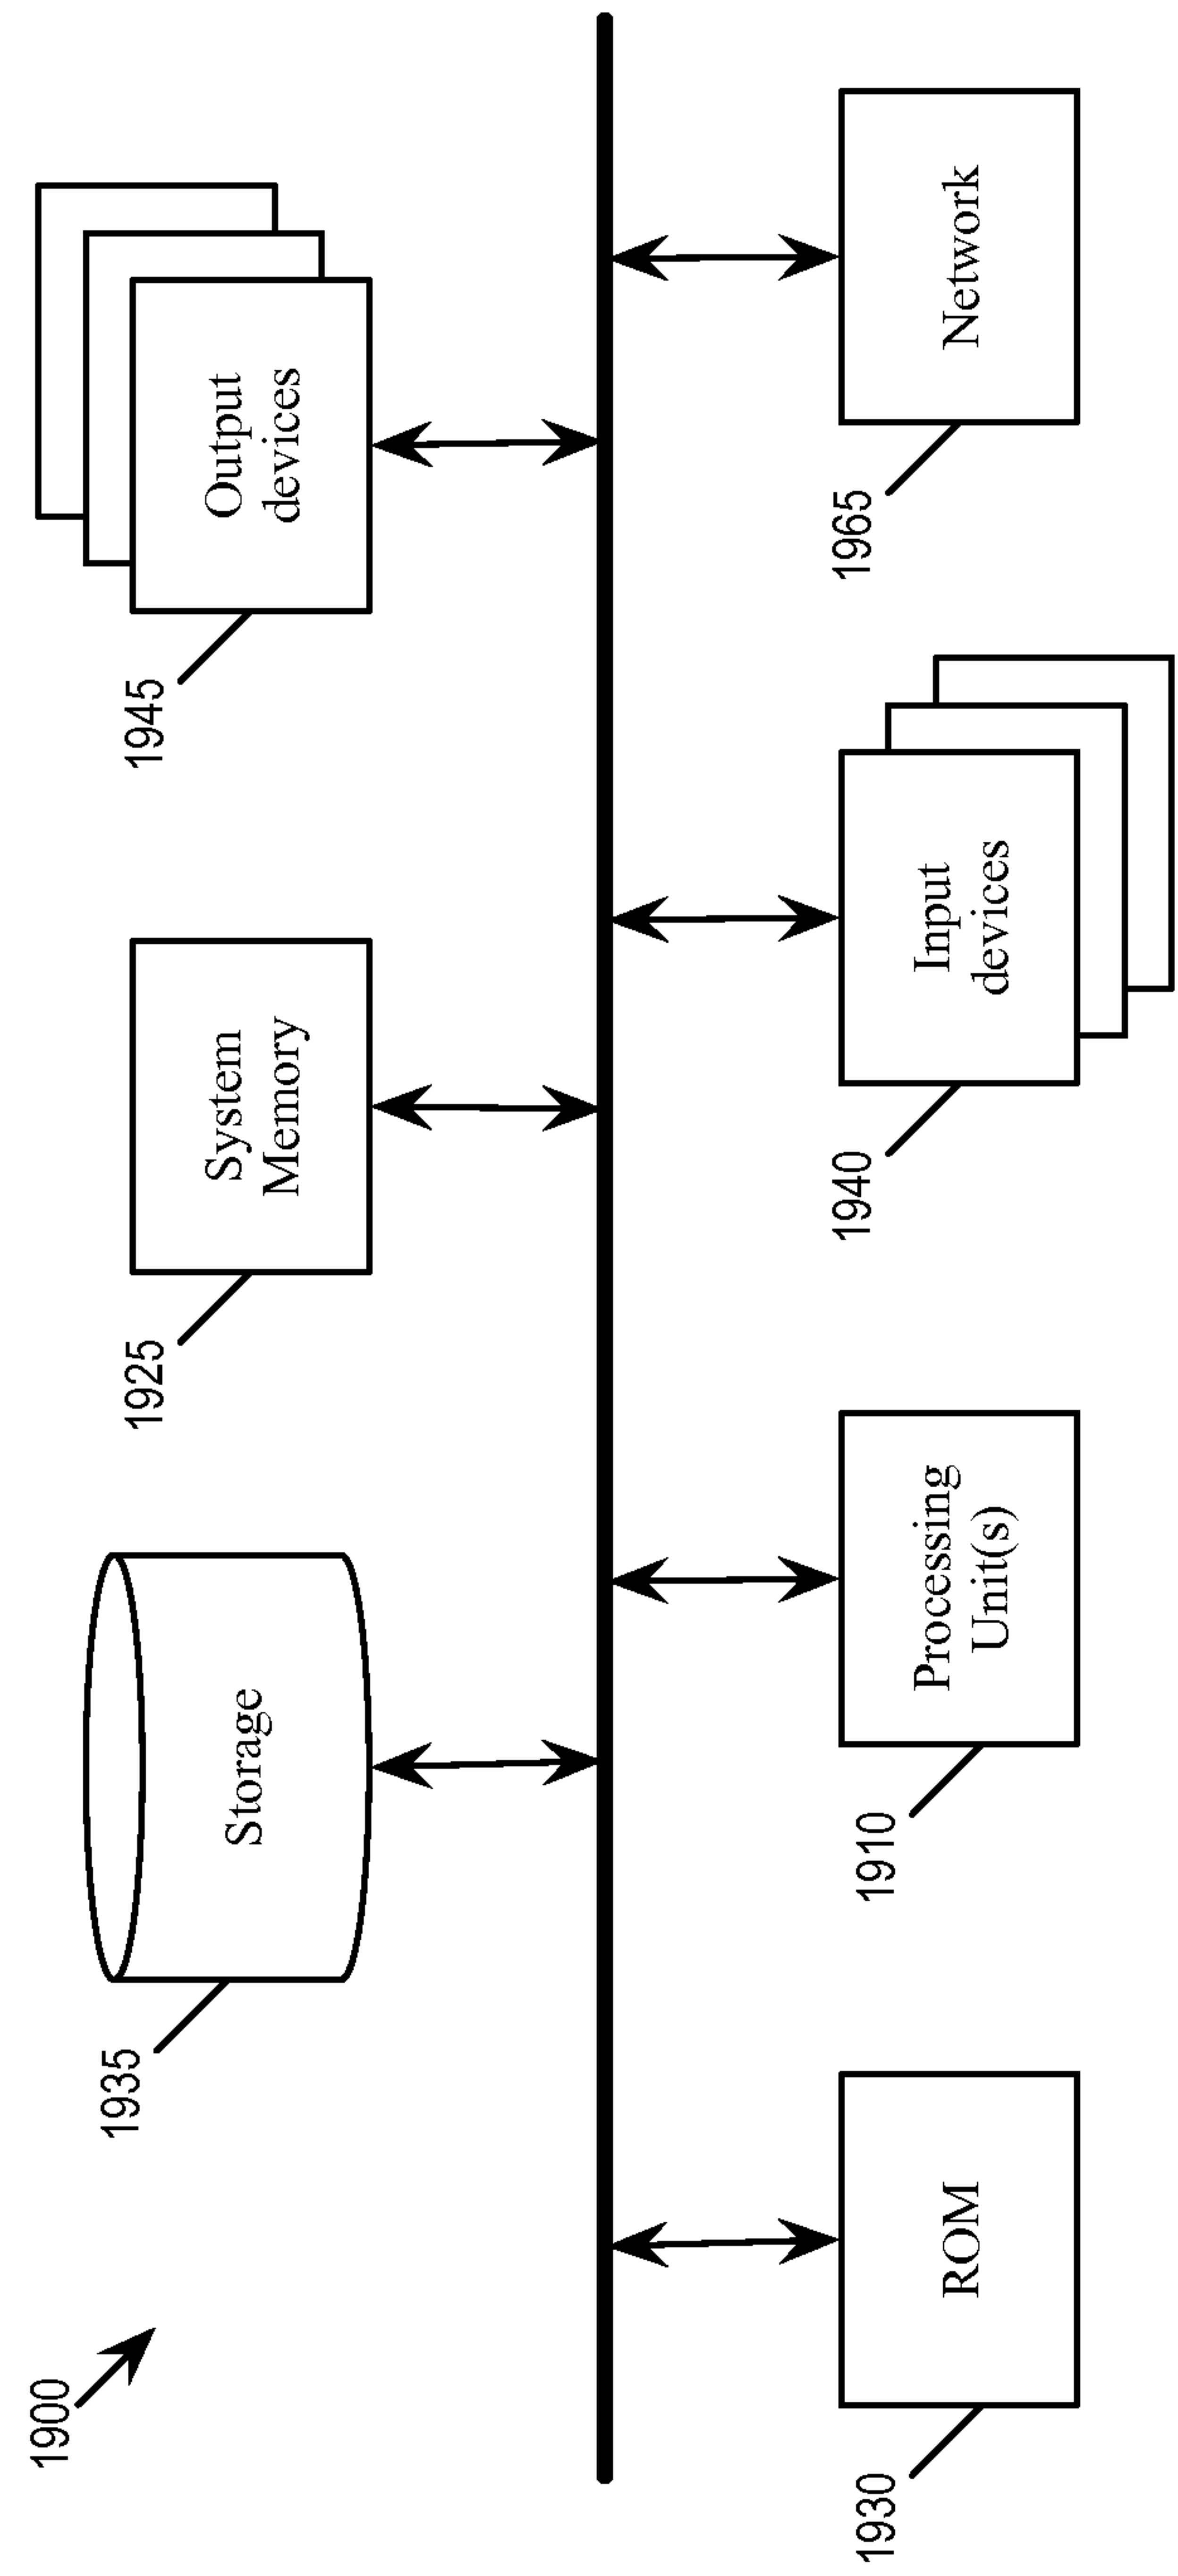 1900
1935
Storage
1925
System
Memory
1945
Output
devices
1930
ROM
1910
Processing
Unit(s)
1940
Input
devices
1965
Network